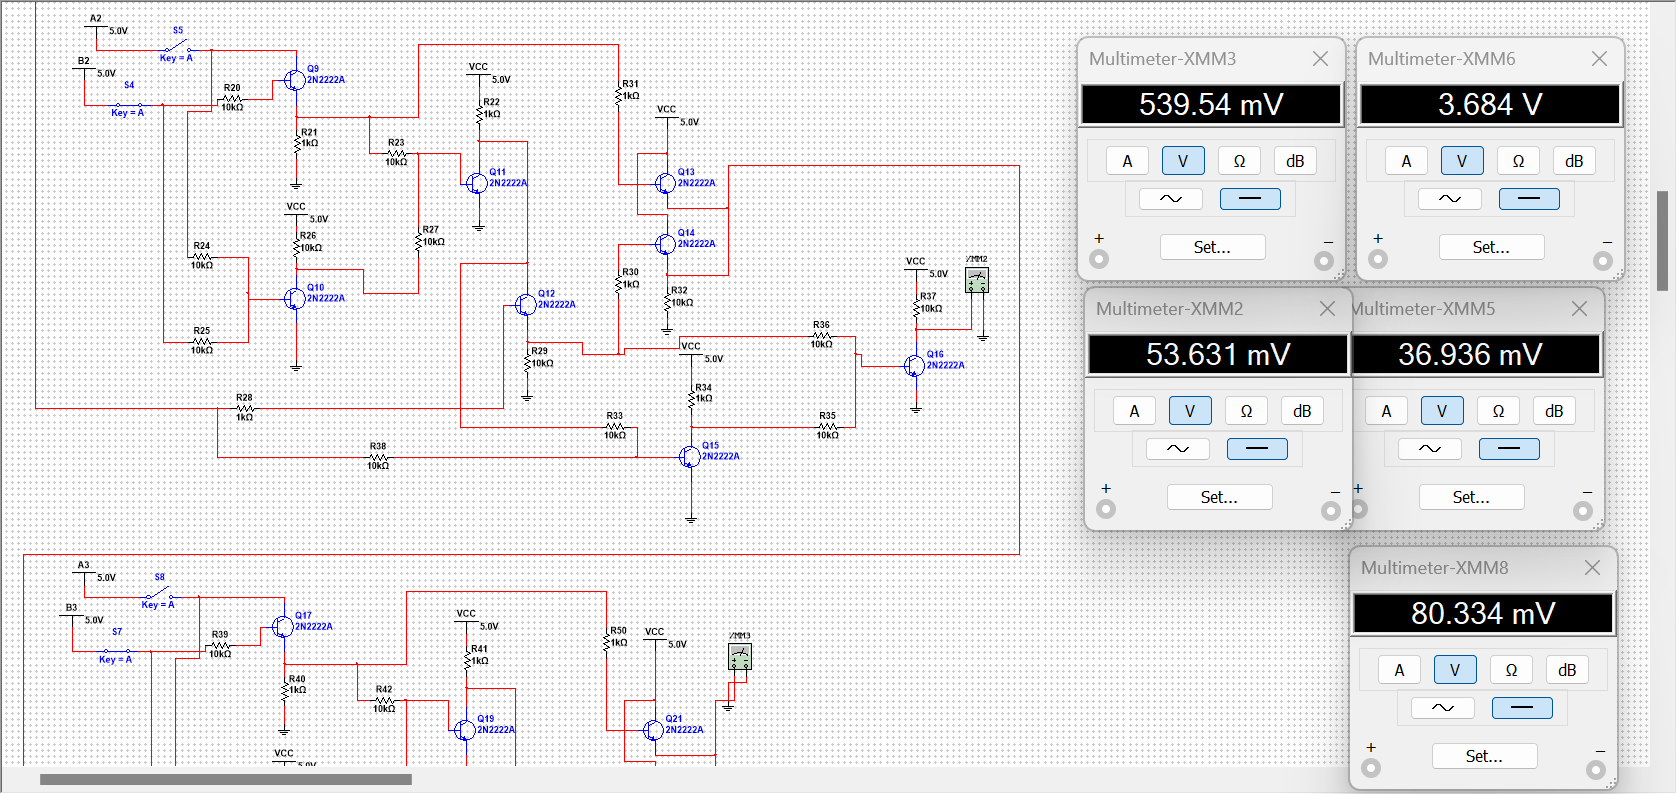 A2
5.0V
S5
Key = A
B2
5.0V
S4
Key = A
R20
10kΩ
Q9
2N2222A
R21
1kΩ
VCC
5.0V
R22
1kΩ
R23
10kΩ
Q11
2N2222A
R31
1kΩ
VCC
5.0V
Q13
2N2222A
VCC
5.0V
R26
10kΩ
R24
10kΩ
R27
10kΩ
Q10
2N2222A
R25
10kΩ
Q14
2N2222A
R30
1kΩ
R32
10kΩ
Q12
2N2222A
R29
10kΩ
VCC
5.0V
XMM2
R37
10kΩ
R36
10kΩ
Q16
2N2222A
VCC
5.0V
R34
1kΩ
R28
1kΩ
R33
10kΩ
R35
10kΩ
R38
10kΩ
Q15
2N2222A
A3
5.0V
S8
Key = A
B3
5.0V
S7
Key = A
R39
10kΩ
Q17
2N2222A
R40
1kΩ
VCC
VCC
5.0V
R41
1kΩ
R42
10kΩ
Q19
2N2222A
R50
1kΩ
VCC
5.0V
XMM3
Q21
2N2222A
Multimeter-XMM3
539.54 mV
A
V
Ω
dB
+
Set...
–
Multimeter-XMM6
3.684 V
A
V
Ω
dB
+
Set...
–
Multimeter-XMM2
53.631 mV
A
V
Ω
dB
+
Set...
–
Multimeter-XMM5
36.936 mV
A
V
Ω
dB
+
Set...
–
Multimeter-XMM8
80.334 mV
A
V
Ω
dB
+
Set...
–